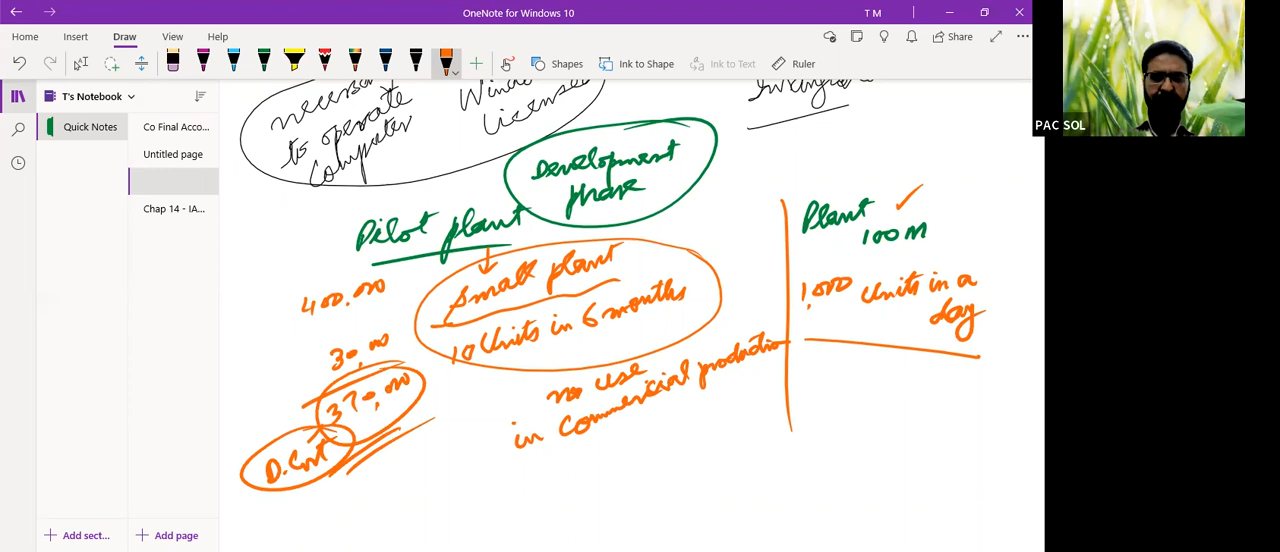 OneNote for Windows 10
T M
Home
Insert
Draw
View
Help
Share
Shapes
Ink to Shape
Ink to Text
Ruler
T's Notebook
Quick Notes
Co Final Acco...
Untitled page
Chap 14 - IA...
Add sect...
Add page
PAC SOL
to operate
computer
Licensed
Development
phase
Pilot plant
Small plant
10 Units in 6 months
no use
in commercial production
400,000
30,000
370,000
D. Cost
Plant
100M
1,000 Units in a
day